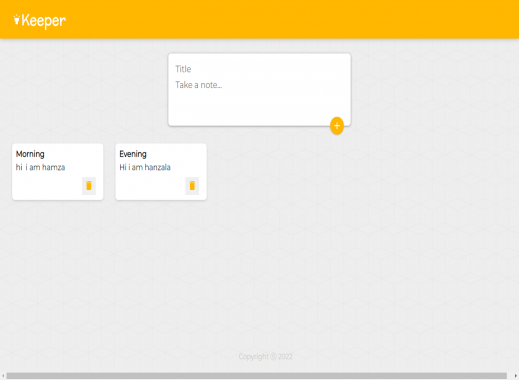 Keeper
Title
Take a note...
+
Morning
hi i am hamza
Evening
Hi i am hanzala
Copyright © 2022